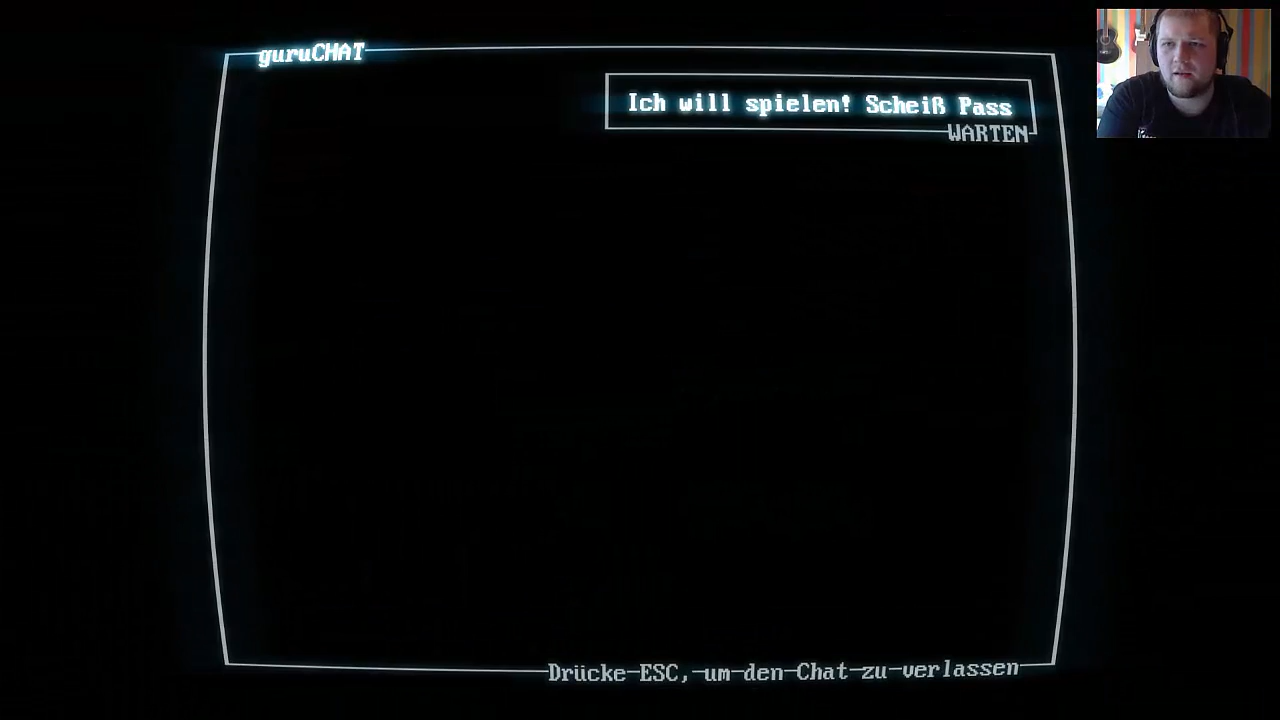 guruCHAT
Ich will spielen! Scheiß Pass
WARTEN
Drücke ESC, um den Chat zu verlassen